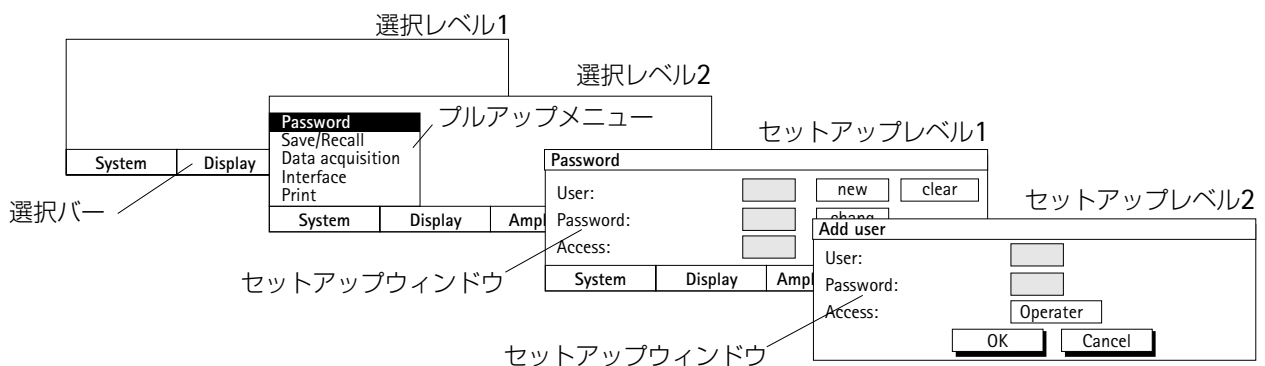 選択レベル1
System Display
選択バー
選択レベル2
プルアップメニュー
Password
Save/Recall
Data acquisition
Interface
Print
System Display Ampl
セットアップレベル1
Password
User: new clear
Password: chang
Access:
System Display Ampl
セットアップウィンドウ
セットアップレベル2
Add user
User:
Password:
Access: Operater
OK Cancel
セットアップウィンドウ